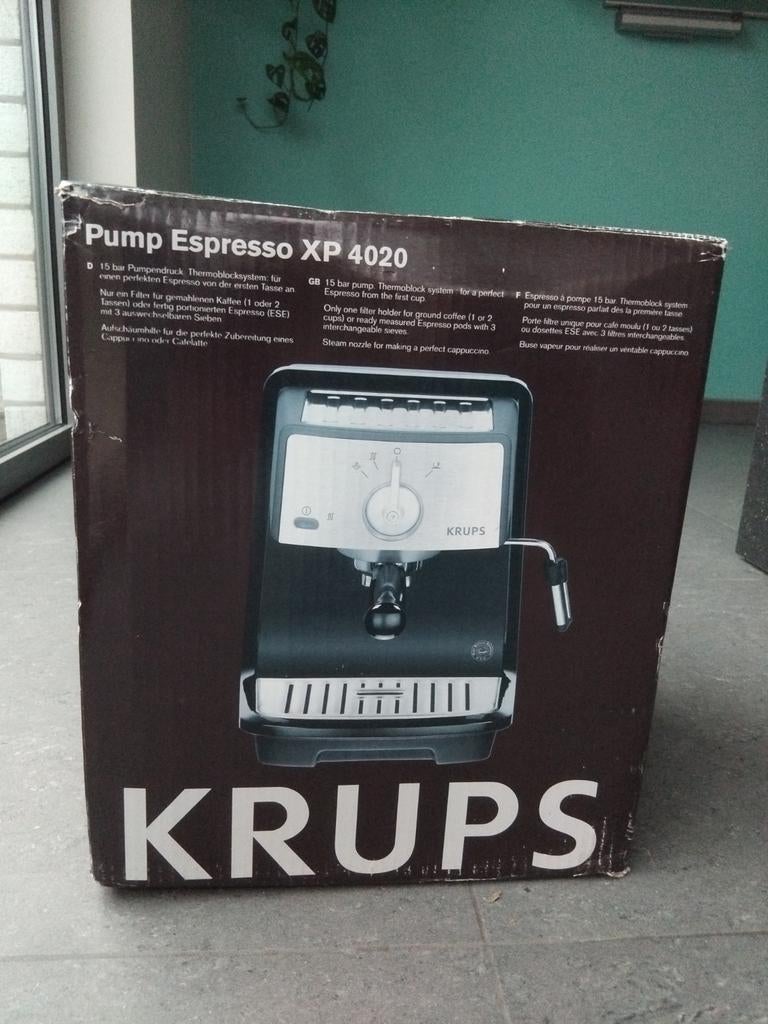 Pump Espresso XP 4020
D 15 bar Pumpendruck. Thermoblocksystem: für
einen perfekten Espresso von der ersten Tasse an
Nur ein Filter für gemahlenen Kaffee (1 oder 2
Tassen) oder fertig portionierten Espresso (ESE)
mit 3 auswechselbaren Sieben
Aufschäumhilfe für die perfekte Zubereitung eines
Cappuccino oder Cafelatte
GB 15 bar pump. Thermoblock system : for a perfect
Espresso from the first cup.
Only one filter holder for ground coffee (1 or 2
cups) or ready measured Espresso pods with 3
interchangeable sieves.
Steam nozzle for making a perfect cappuccino.
F Espresso à pompe 15 bar. Thermoblock system
pour un espresso parfait dès la première tasse
Porte filtre unique pour café moulu (1 ou 2 tasses)
ou dosettes ESE avec 3 filtres interchangeables.
Buse vapeur pour réaliser un véritable cappuccino
KRUPS
KRUPS